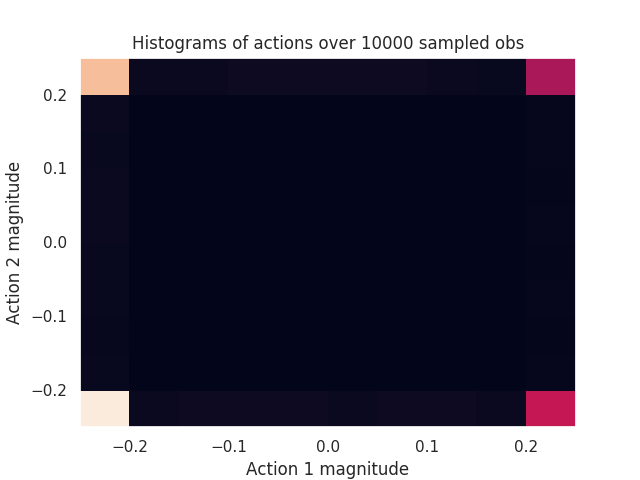 Histograms of actions over 10000 sampled obs
0.2
0.1
0.0
−0.1
−0.2
Action 2 magnitude
−0.2 −0.1 0.0 0.1 0.2
Action 1 magnitude